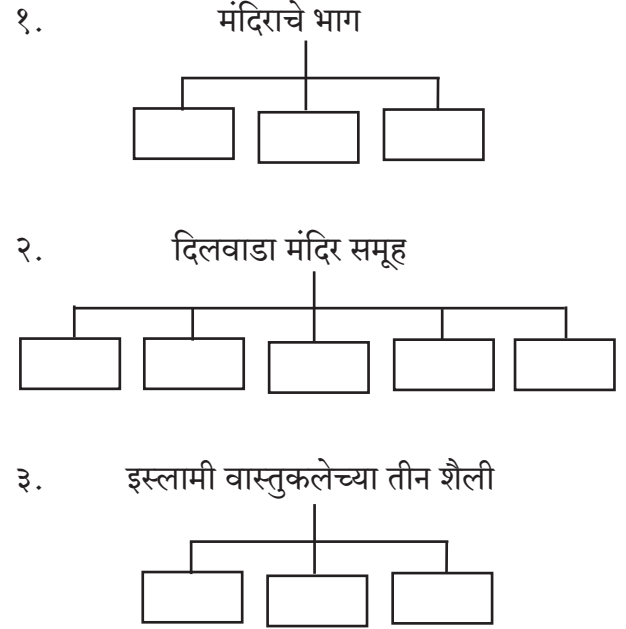 १. मंदिराचे भाग
२. दिलवाडा मंदिर समूह
३. इस्लामी वास्तुकलेच्या तीन शैली